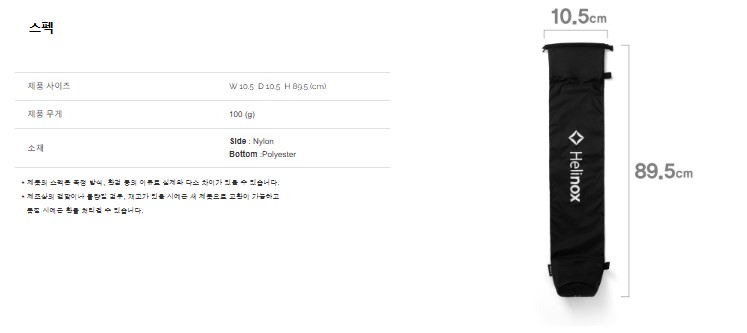 스펙
제품 사이즈 W 10.5 D 10.5 H 89.5 (cm)
제품 무게 100 (g)
소재 Side : Nylon
Bottom :Polyester
* 제품의 스펙은 측정 방식, 환경 등의 이유로 실제와 다소 차이가 있을 수 있습니다.
* 제조상의 결함이나 불량일 경우, 재고가 있을 시에는 새 제품으로 교환이 가능하고
품절 시에는 환불 처리될 수 있습니다.
10.5cm
Helinox
89.5cm